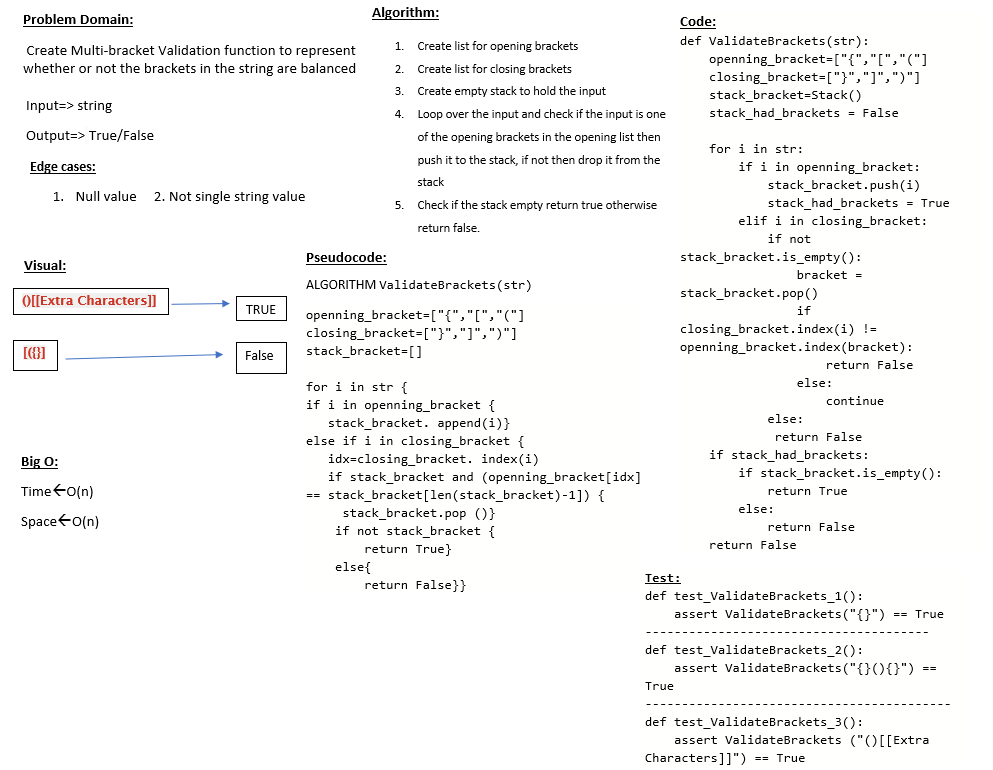 Problem Domain:
Create Multi-bracket Validation function to represent
whether or not the brackets in the string are balanced
Input=> string
Output=> True/False
Edge cases:
1. Null value 2. Not single string value
Visual:
()[[Extra Characters]]
TRUE
[({}]
False
Big O:
Time←O(n)
Space←O(n)
Algorithm:
1. Create list for opening brackets
2. Create list for closing brackets
3. Create empty stack to hold the input
4. Loop over the input and check if the input is one
of the opening brackets in the opening list then
push it to the stack, if not then drop it from the
stack
5. Check if the stack empty return true otherwise
return false.
Pseudocode:
ALGORITHM ValidateBrackets(str)
openning_bracket=["{","[","("]
closing_bracket=["}","]",")"]
stack_bracket=[]
for i in str {
if i in openning_bracket {
stack_bracket. append(i)}
else if i in closing_bracket {
idx=closing_bracket. index(i)
if stack_bracket and (openning_bracket[idx]
== stack_bracket[len(stack_bracket)-1]) {
stack_bracket.pop ()}
if not stack_bracket {
return True}
else{
return False}}
Code:
def ValidateBrackets(str):
openning_bracket=["{","[","("]
closing_bracket=["}","]",")"]
stack_bracket=Stack()
stack_had_brackets = False
for i in str:
if i in openning_bracket:
stack_bracket.push(i)
stack_had_brackets = True
elif i in closing_bracket:
if not
stack_bracket.is_empty():
bracket =
stack_bracket.pop()
if
closing_bracket.index(i) !=
openning_bracket.index(bracket):
return False
else:
continue
else:
return False
if stack_had_brackets:
if stack_bracket.is_empty():
return True
else:
return False
return False
Test:
def test_ValidateBrackets_1():
assert ValidateBrackets("{}") == True
---------------------------------------
def test_ValidateBrackets_2():
assert ValidateBrackets("{}(){}") ==
True
------------------------------------------
def test_ValidateBrackets_3():
assert ValidateBrackets ("()[[Extra
Characters]]") == True